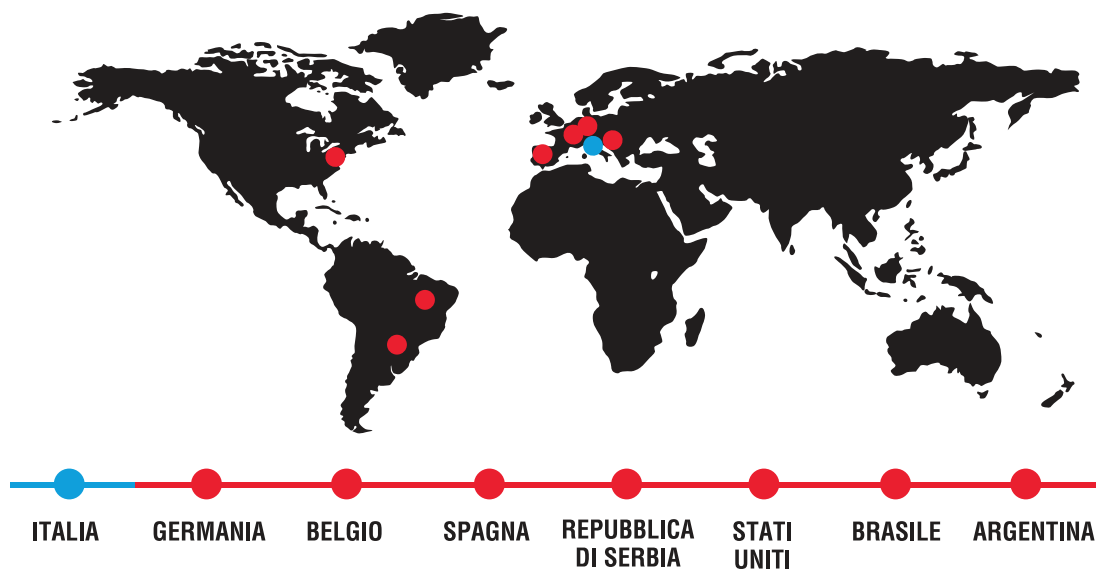 ITALIA
GERMANIA
BELGIO
SPAGNA
REPUBBLICA
DI SERBIA
STATI
UNITI
BRASILE
ARGENTINA